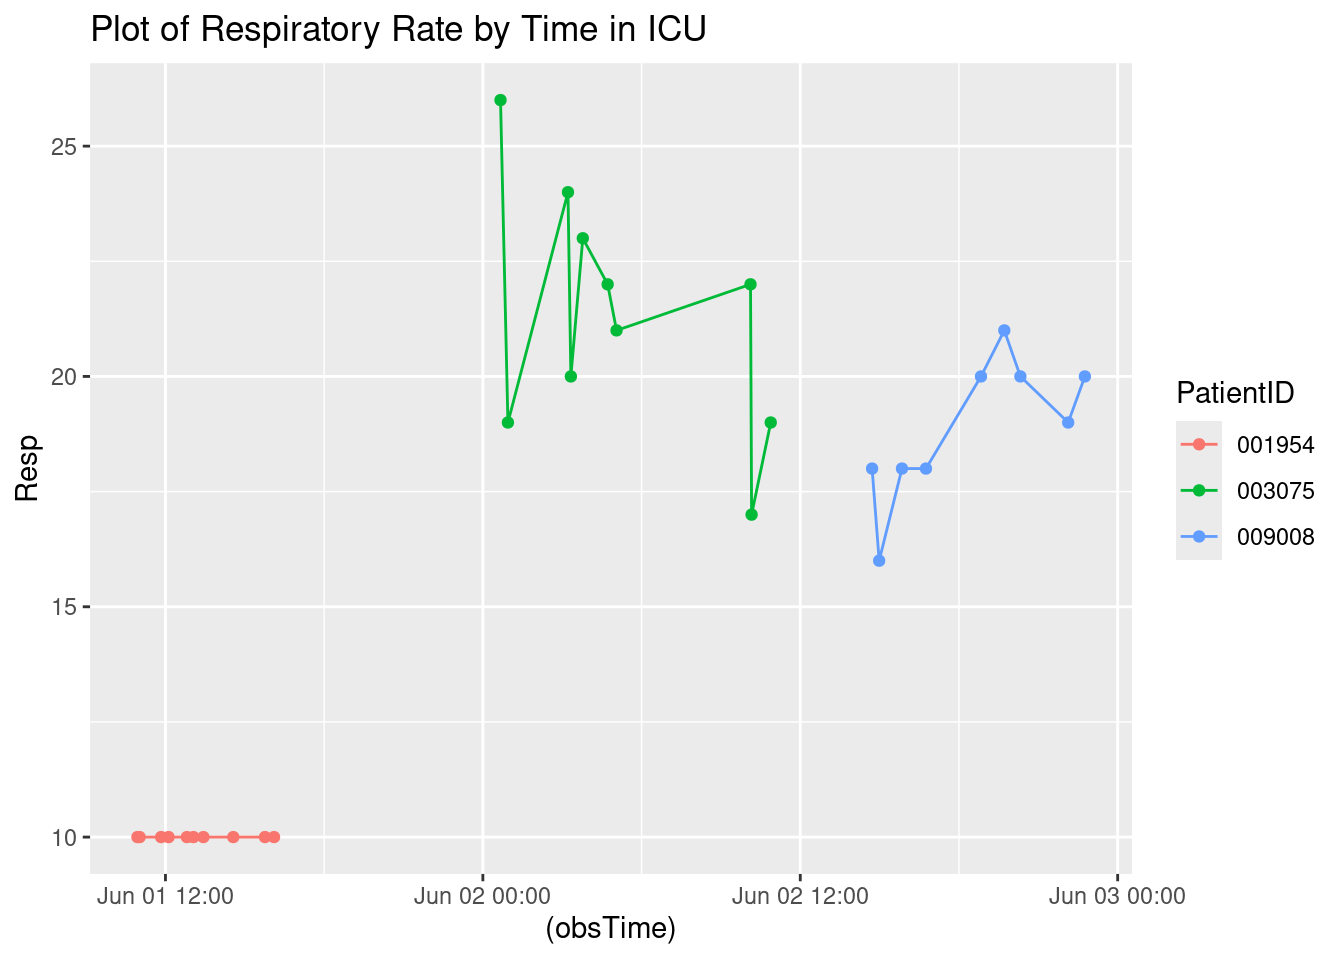 Plot of Respiratory Rate by Time in ICU
25
20
15
10
Resp
Jun 01 12:00
Jun 02 00:00
Jun 02 12:00
Jun 03 00:00
(obsTime)
PatientID
001954
003075
009008